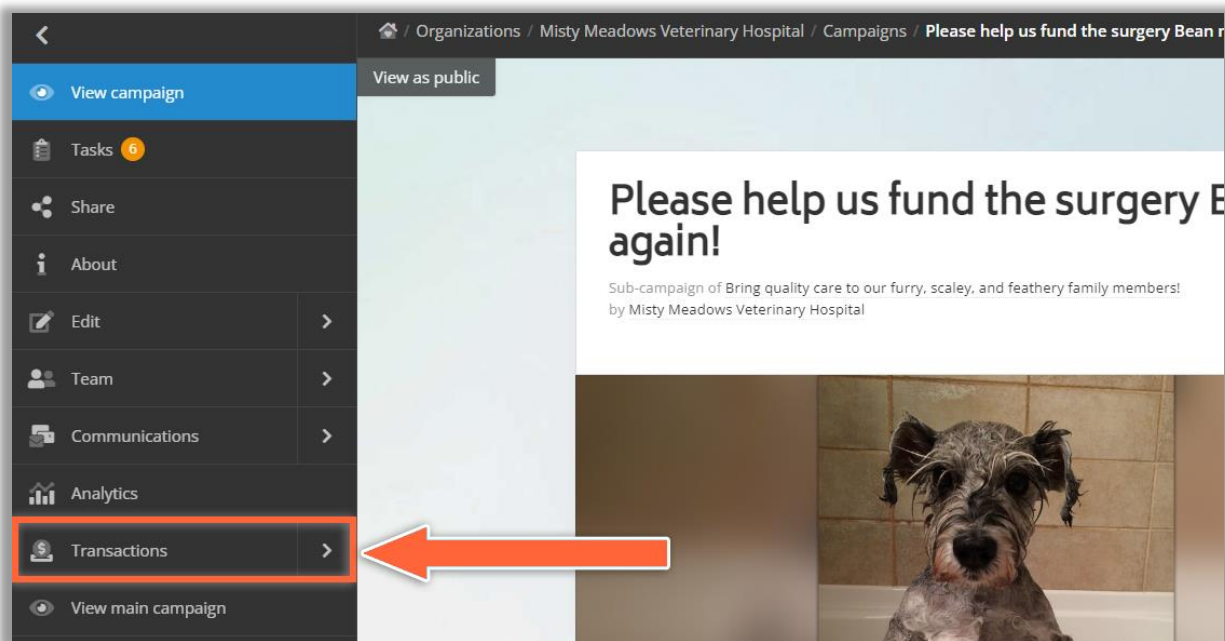 / Organizations / Misty Meadows Veterinary Hospital / Campaigns / Please help us fund the surgery Bean
View as public
View campaign
Tasks 6
Share
About
Edit
Team
Communications
Analytics
Transactions
View main campaign
Please help us fund the surgery
again!
Sub-campaign of Bring quality care to our furry, scaley, and feathery family members!
by Misty Meadows Veterinary Hospital